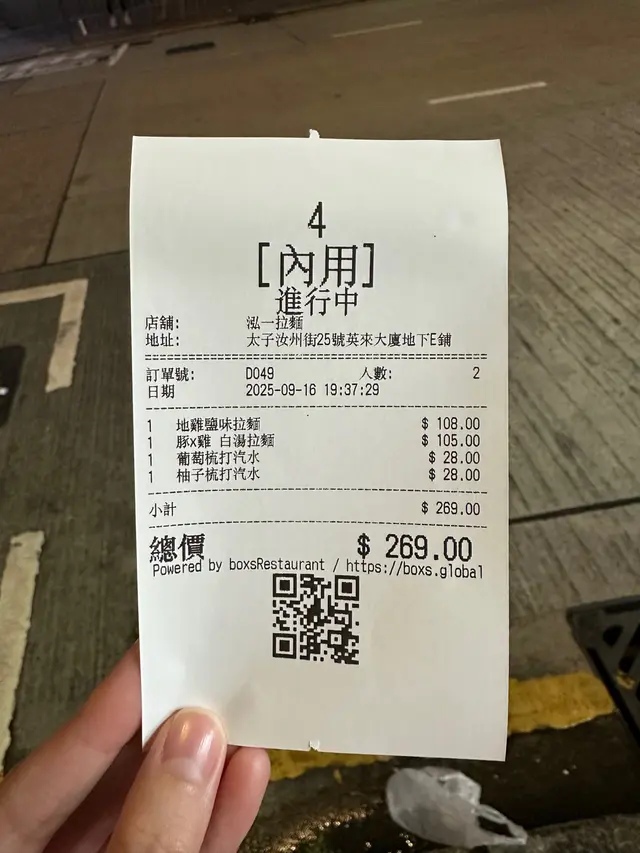 4
[內用]
進行中
店舖: 泓一拉麵
地址: 太子汝州街25號英來大廈地下E鋪
訂單號: D049 人數: 2
日期 2025-09-16 19:37:29
1 地雞鹽味拉麵 $ 108.00
1 豚x雞 白湯拉麵 $ 105.00
1 葡萄梳打汽水 $ 28.00
1 柚子梳打汽水 $ 28.00
小計 $ 269.00
總價 $ 269.00
Powered by boxsRestaurant / https://boxs.global